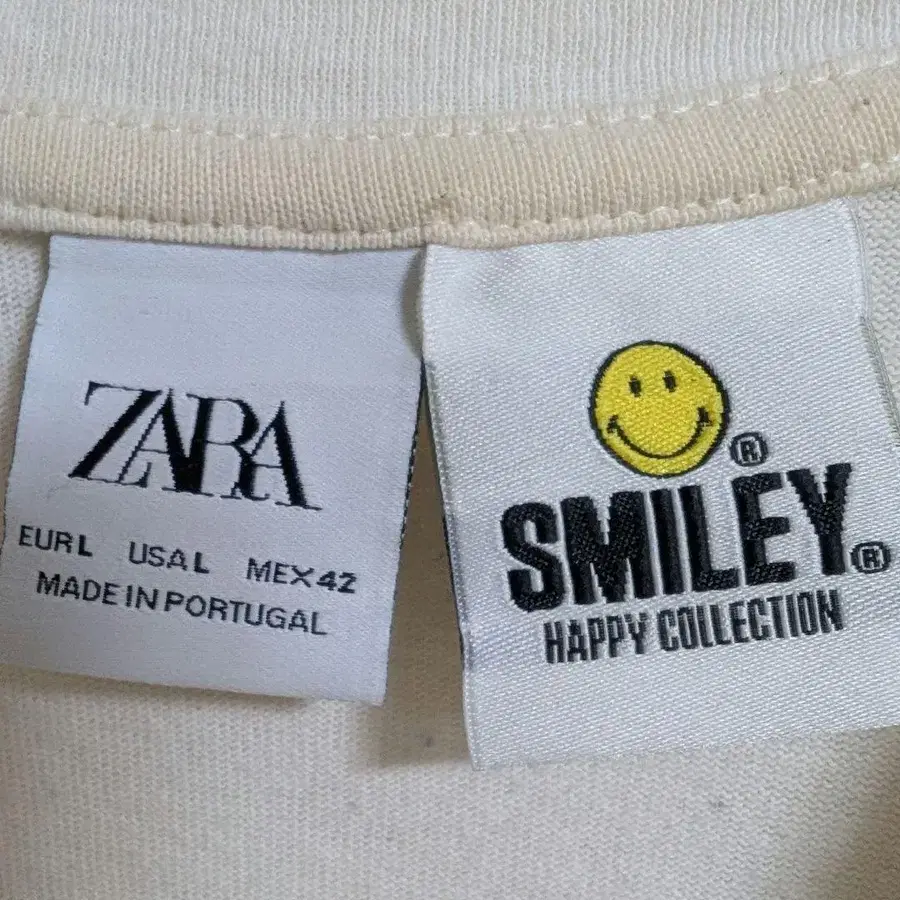 ZARA
EUR L USA L MEX 42
MADE IN PORTUGAL
®
SMILEY®
HAPPY COLLECTION